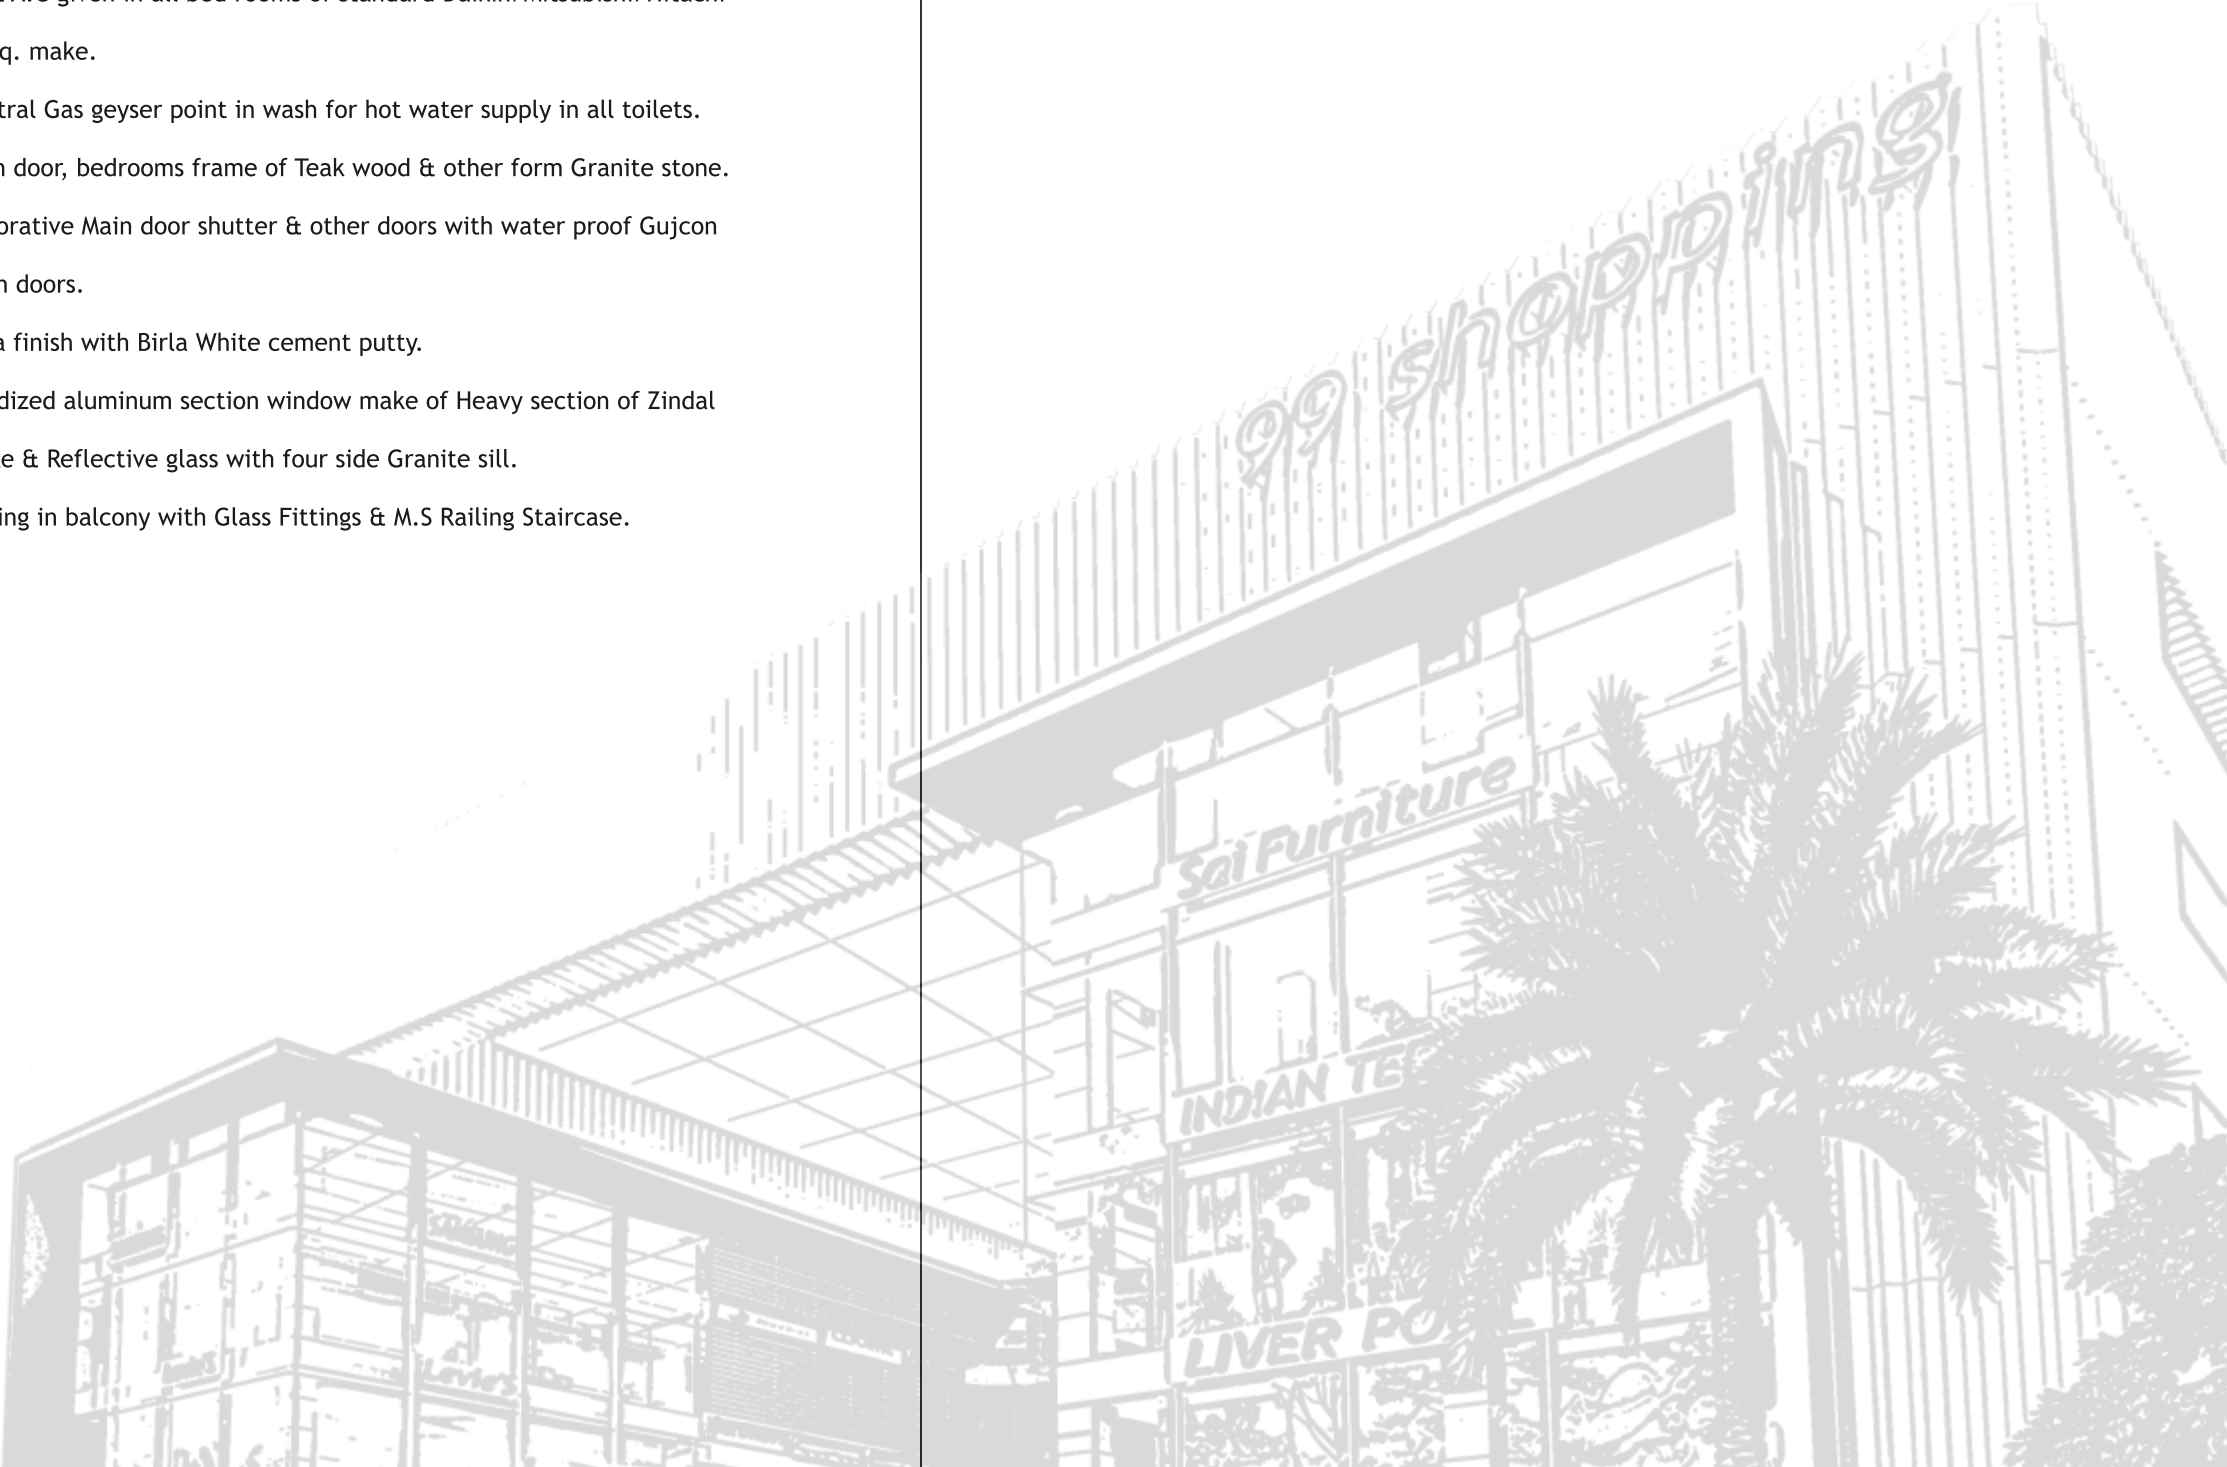 q. make.
tral Gas geyser point in wash for hot water supply in all toilets.
door, bedrooms frame of Teak wood & other form Granite stone.
orative Main door shutter & other doors with water proof Gujcon
doors.
a finish with Birla White cement putty.
dized aluminum section window make of Heavy section of Zindal
e & Reflective glass with four side Granite sill.
ing in balcony with Glass Fittings & M.S Railing Staircase.
99 shopping
Sai Furniture
INDIAN TE
LIVER PO
Levie's